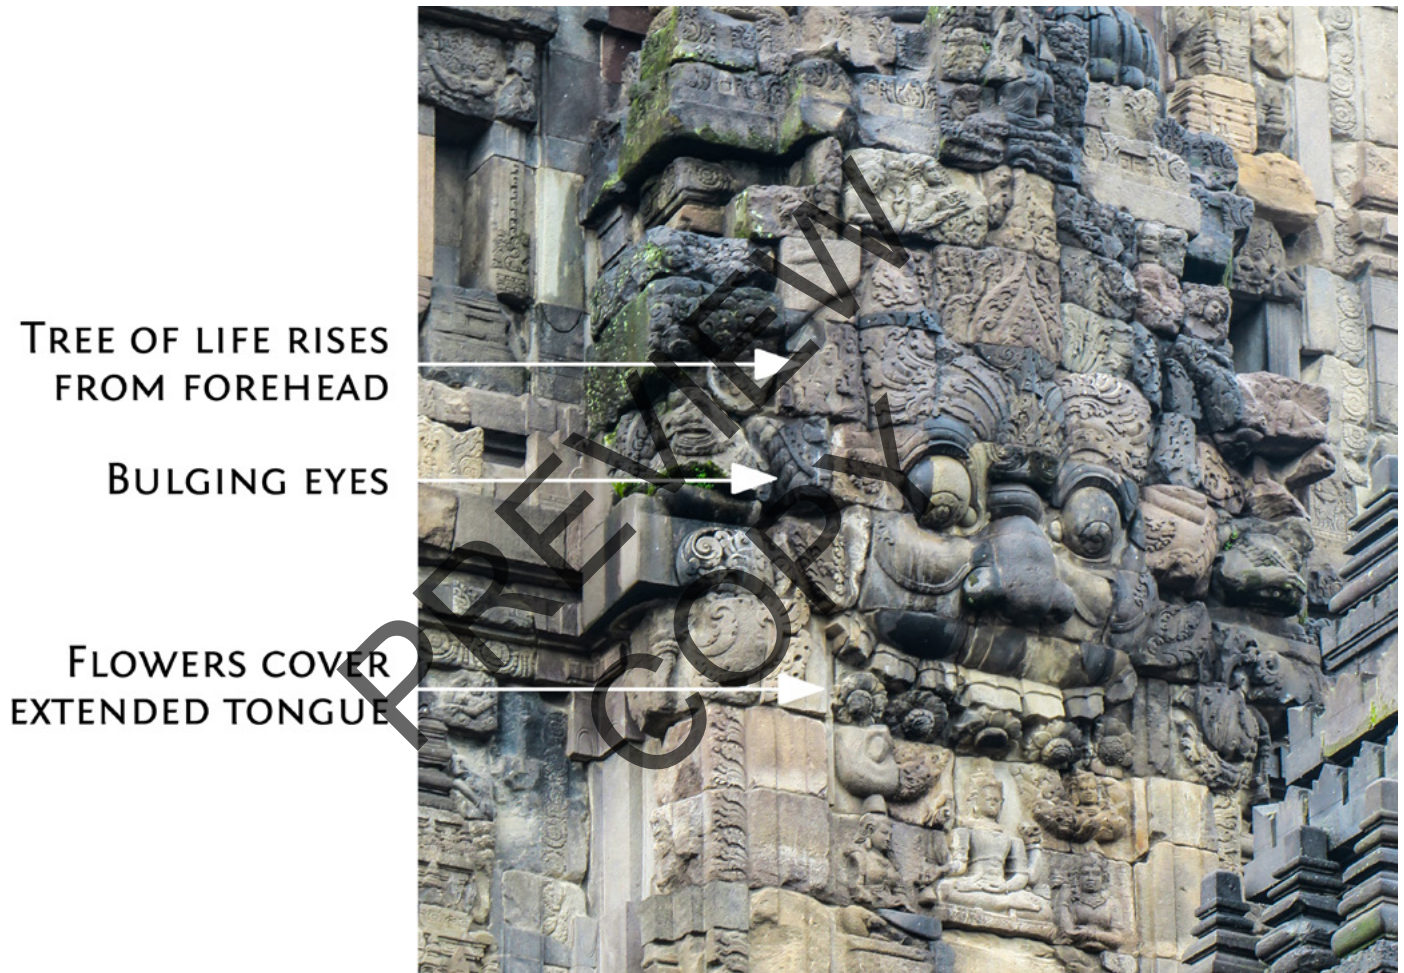 TREE OF LIFE RISES
FROM FOREHEAD
BULGING EYES
FLOWERS COVER
EXTENDED TONGUE
PREVIEW
COPY